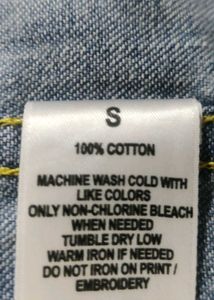 S
100% COTTON
MACHINE WASH COLD WITH
LIKE COLORS
ONLY NON-CHLORINE BLEACH
WHEN NEEDED
TUMBLE DRY LOW
WARM IRON IF NEEDED
DO NOT IRON ON PRINT /
EMBROIDERY